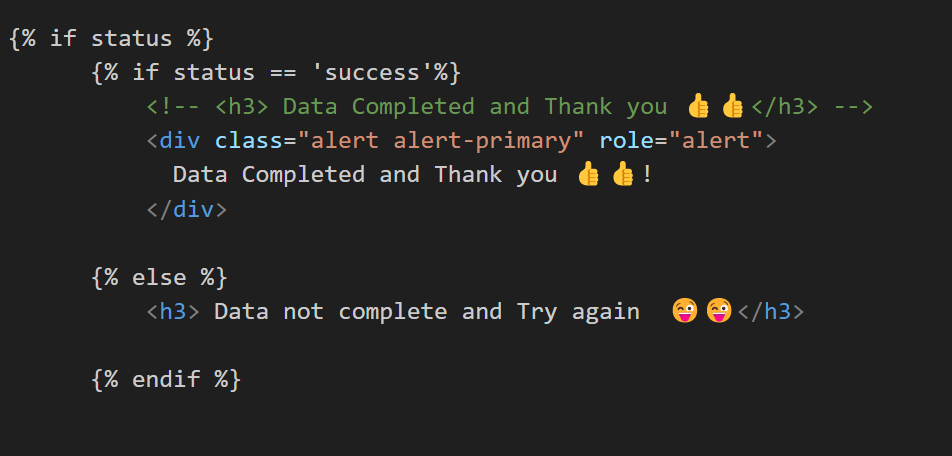 {% if status %}
{% if status == 'success'%}
<!-- <h3> Data Completed and Thank you 👍👍</h3> -->
<div class="alert alert-primary" role="alert">
Data Completed and Thank you 👍👍!
</div>
{% else %}
<h3> Data not complete and Try again 😜😜</h3>
{% endif %}